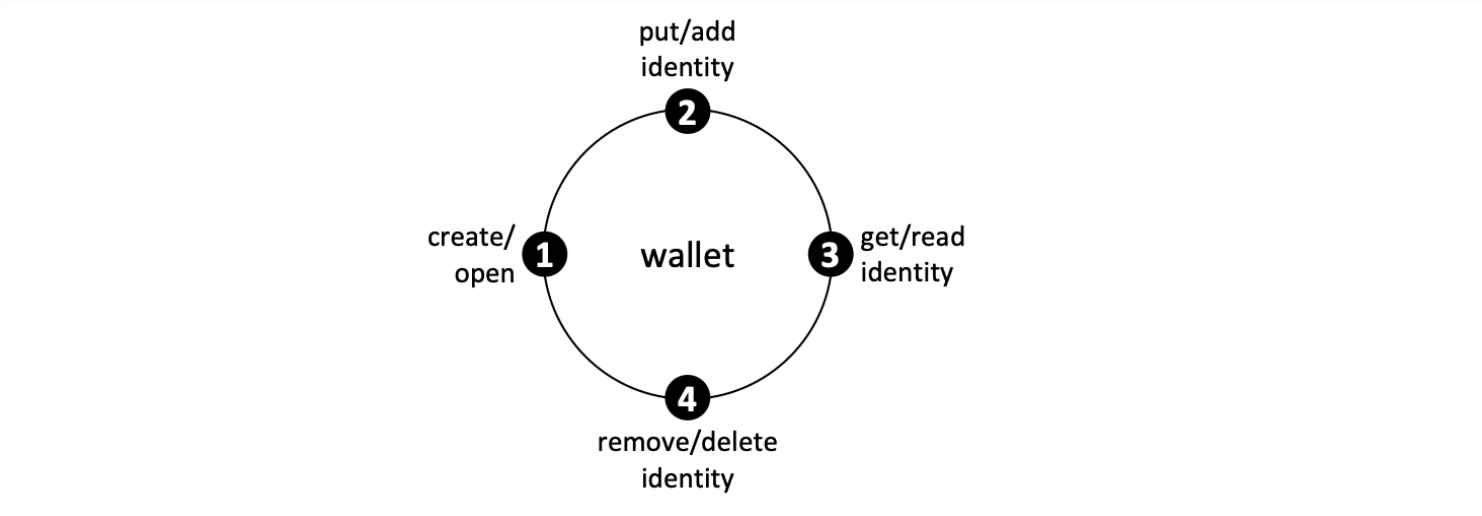 put/add
identity
2
create/
open
1
wallet
3
get/read
identity
4
remove/delete
identity